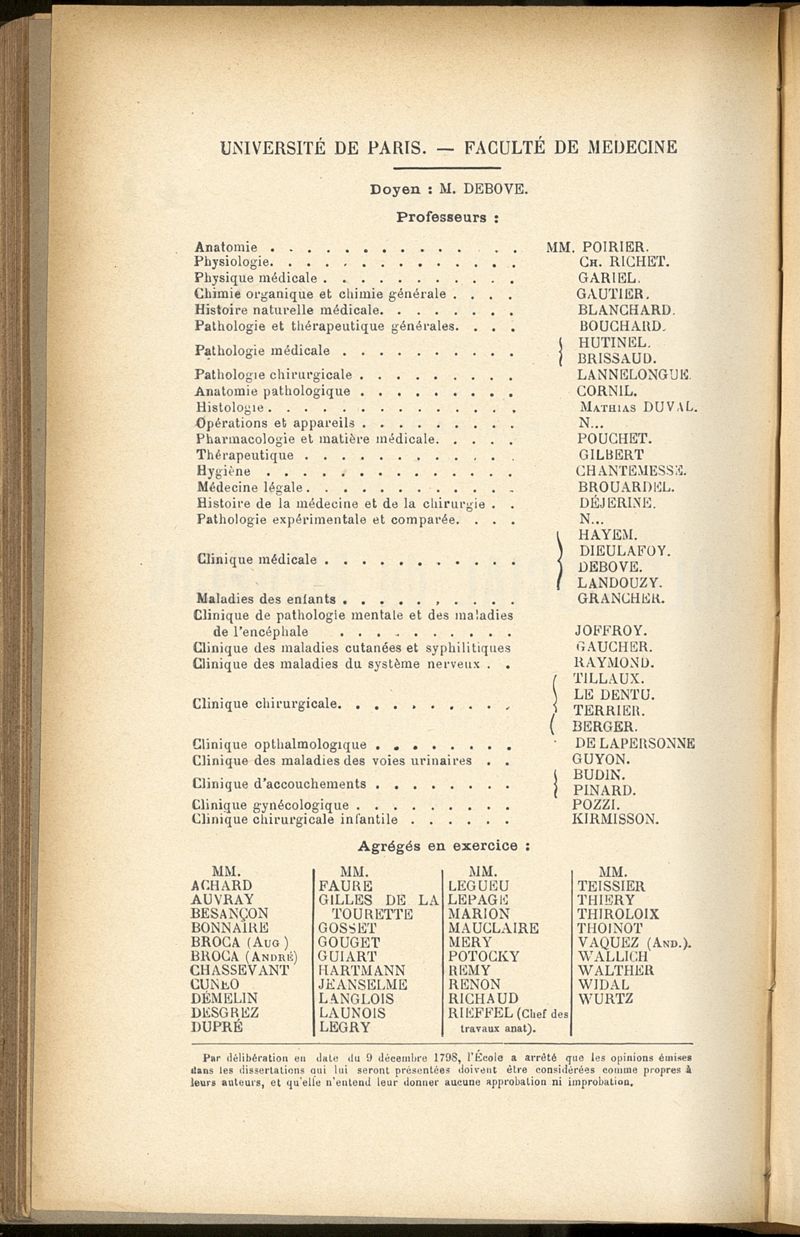 UNIVERSITÉ DE PARIS. — FACULTÉ DE MEDECINE
Doyen : M. DEBOVE.
Professeurs :
Anatomie . . . . . . . . . . . . . MM. POIRIER.
Physiologie. . . . . . . . . . . . . . CH. RICHET.
Physique médicale . . . . . . . . . . . GARIEL.
Chimie organique et chimie générale . . . . GAUTIER.
Histoire naturelle médicale. . . . . . . . BLANCHARD.
Pathologie et thérapeutique générales. . . . BOUCHARD.
Pathologie médicale . . . . . . . . . . { HUTINEL.
BRISSAUD.
Pathologie chirurgicale . . . . . . . . . LANNELONGUE.
Anatomie pathologique . . . . . . . . . CORNIL.
Histologie . . . . . . . . . . . . . . MATHIAS DUVAL.
Opérations et appareils . . . . . . . . . N...
Pharmacologie et matière médicale. . . . . POUCHET.
Thérapeutique . . . . . . . . . . . . GILBERT
Hygiène . . . . . . . . . . . . . . CHANTEMESSE.
Médecine légale . . . . . . . . . . . . BROUARDEL.
Histoire de la médecine et de la chirurgie . . DÉJERINE.
Pathologie expérimentale et comparée. . . . N...
Clinique médicale . . . . . . . . . . . { HAYEM.
DIEULAFOY.
DEBOVE.
LANDOUZY.
Maladies des enfants . . . . . . . . . . GRANCHER.
Clinique de pathologie mentale et des maladies
de l'encéphale . . . . . . . . . . JOFFROY.
Clinique des maladies cutanées et syphilitiques GAUCHER.
Clinique des maladies du système nerveux . . RAYMOND.
Clinique chirurgicale. . . . . . . . . . { TILLAUX.
LE DENTU.
TERRIER.
BERGER.
Clinique opthalmologique . . . . . . . . DE LAPERSONNE
Clinique des maladies des voies urinaires . . GUYON.
Clinique d'accouchements . . . . . . . . { BUDIN.
PINARD.
Clinique gynécologique . . . . . . . . . POZZI.
Clinique chirurgicale infantile . . . . . . KIRMISSON.
Agrégés en exercice :
MM.
ACHARD
AUVRAY
BESANÇON
BONNAIRE
BROCA (AUG )
BROCA (ANDRÉ)
CHASSEVANT
CUNÉO
DÉMELIN
DESGREZ
DUPRÉ
MM.
FAURE
GILLES DE LA
TOURETTE
GOSSET
GOUGET
GUIART
HARTMANN
JEANSELME
LANGLOIS
LAUNOIS
LEGRY
MM.
LEGUEU
LEPAGE
MARION
MAUCLAIRE
MERY
POTOCKY
REMY
RENON
RICHAUD
RIEFFEL (Chef des
travaux anat).
MM.
TEISSIER
THIERY
THIROLOIX
THOINOT
VAQUEZ (AND.).
WALLICH
WALTHER
WIDAL
WURTZ
Par délibération en date du 9 décembre 1798, l'École a arrêté que les opinions émises
dans les dissertations qui lui seront présentées doivent être considérées comme propres à
leurs auteurs, et qu'elle n'entend leur donner aucune approbation ni improbation.